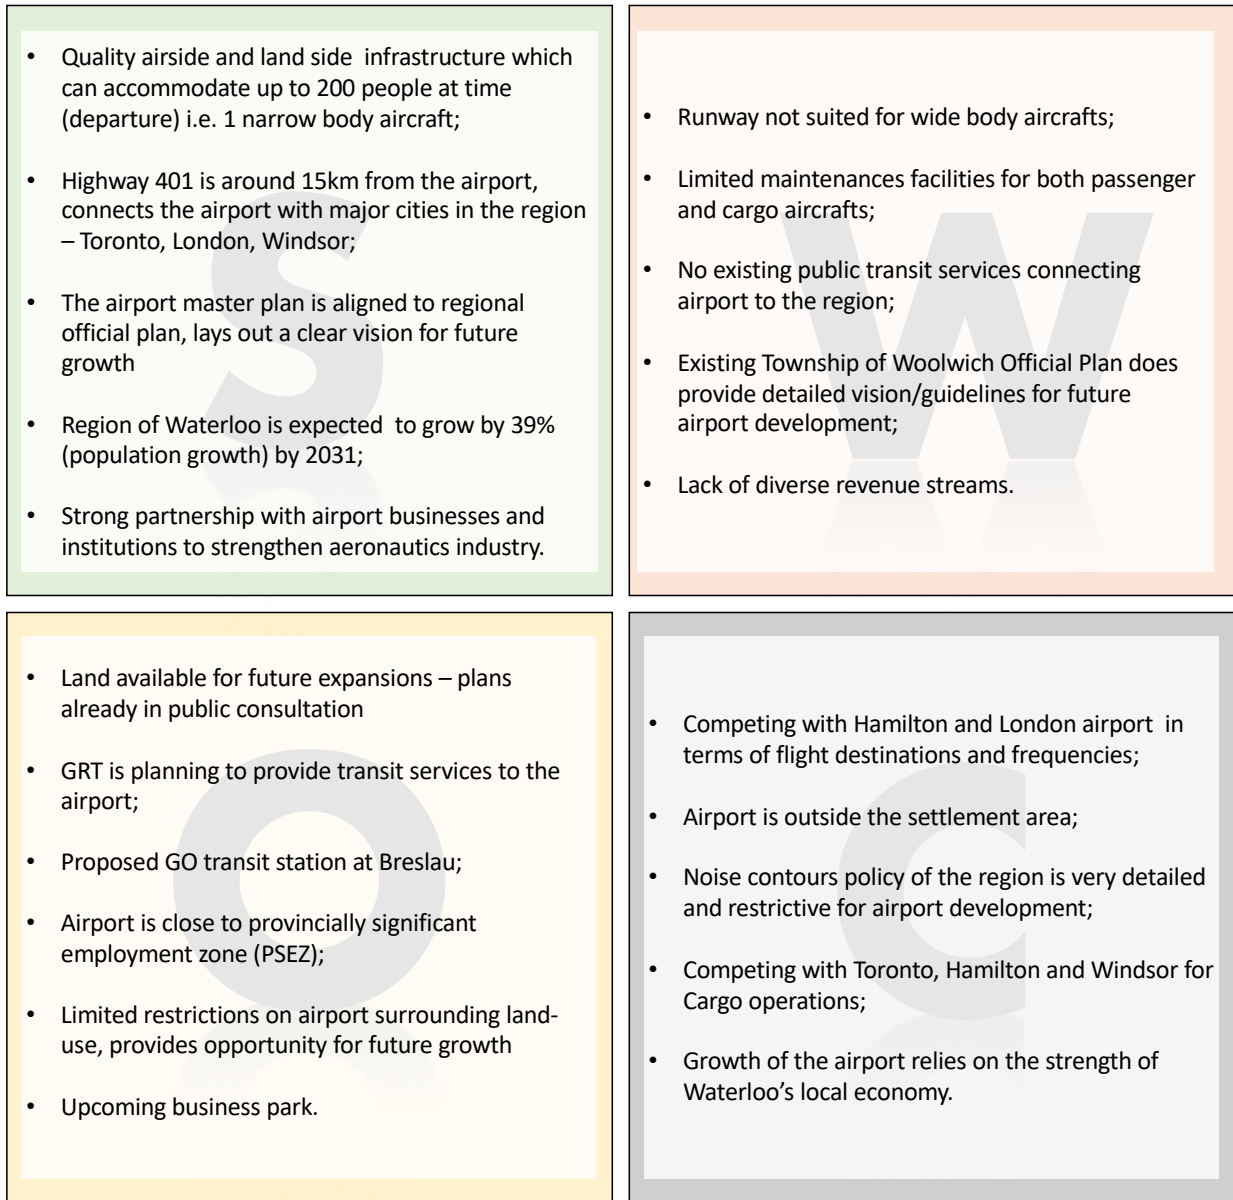 • Quality airside and land side infrastructure which
can accommodate up to 200 people at time
(departure) i.e. 1 narrow body aircraft;
• Highway 401 is around 15km from the airport,
connects the airport with major cities in the region
– Toronto, London, Windsor;
• The airport master plan is aligned to regional
official plan, lays out a clear vision for future
growth
• Region of Waterloo is expected to grow by 39%
(population growth) by 2031;
• Strong partnership with airport businesses and
institutions to strengthen aeronautics industry.
S
• Runway not suited for wide body aircrafts;
• Limited maintenances facilities for both passenger
and cargo aircrafts;
• No existing public transit services connecting
airport to the region;
• Existing Township of Woolwich Official Plan does
provide detailed vision/guidelines for future
airport development;
• Lack of diverse revenue streams.
W
• Land available for future expansions – plans
already in public consultation
• GRT is planning to provide transit services to the
airport;
• Proposed GO transit station at Breslau;
• Airport is close to provincially significant
employment zone (PSEZ);
• Limited restrictions on airport surrounding land-
use, provides opportunity for future growth
• Upcoming business park.
O
• Competing with Hamilton and London airport in
terms of flight destinations and frequencies;
• Airport is outside the settlement area;
• Noise contours policy of the region is very detailed
and restrictive for airport development;
• Competing with Toronto, Hamilton and Windsor for
Cargo operations;
• Growth of the airport relies on the strength of
Waterloo's local economy.
C